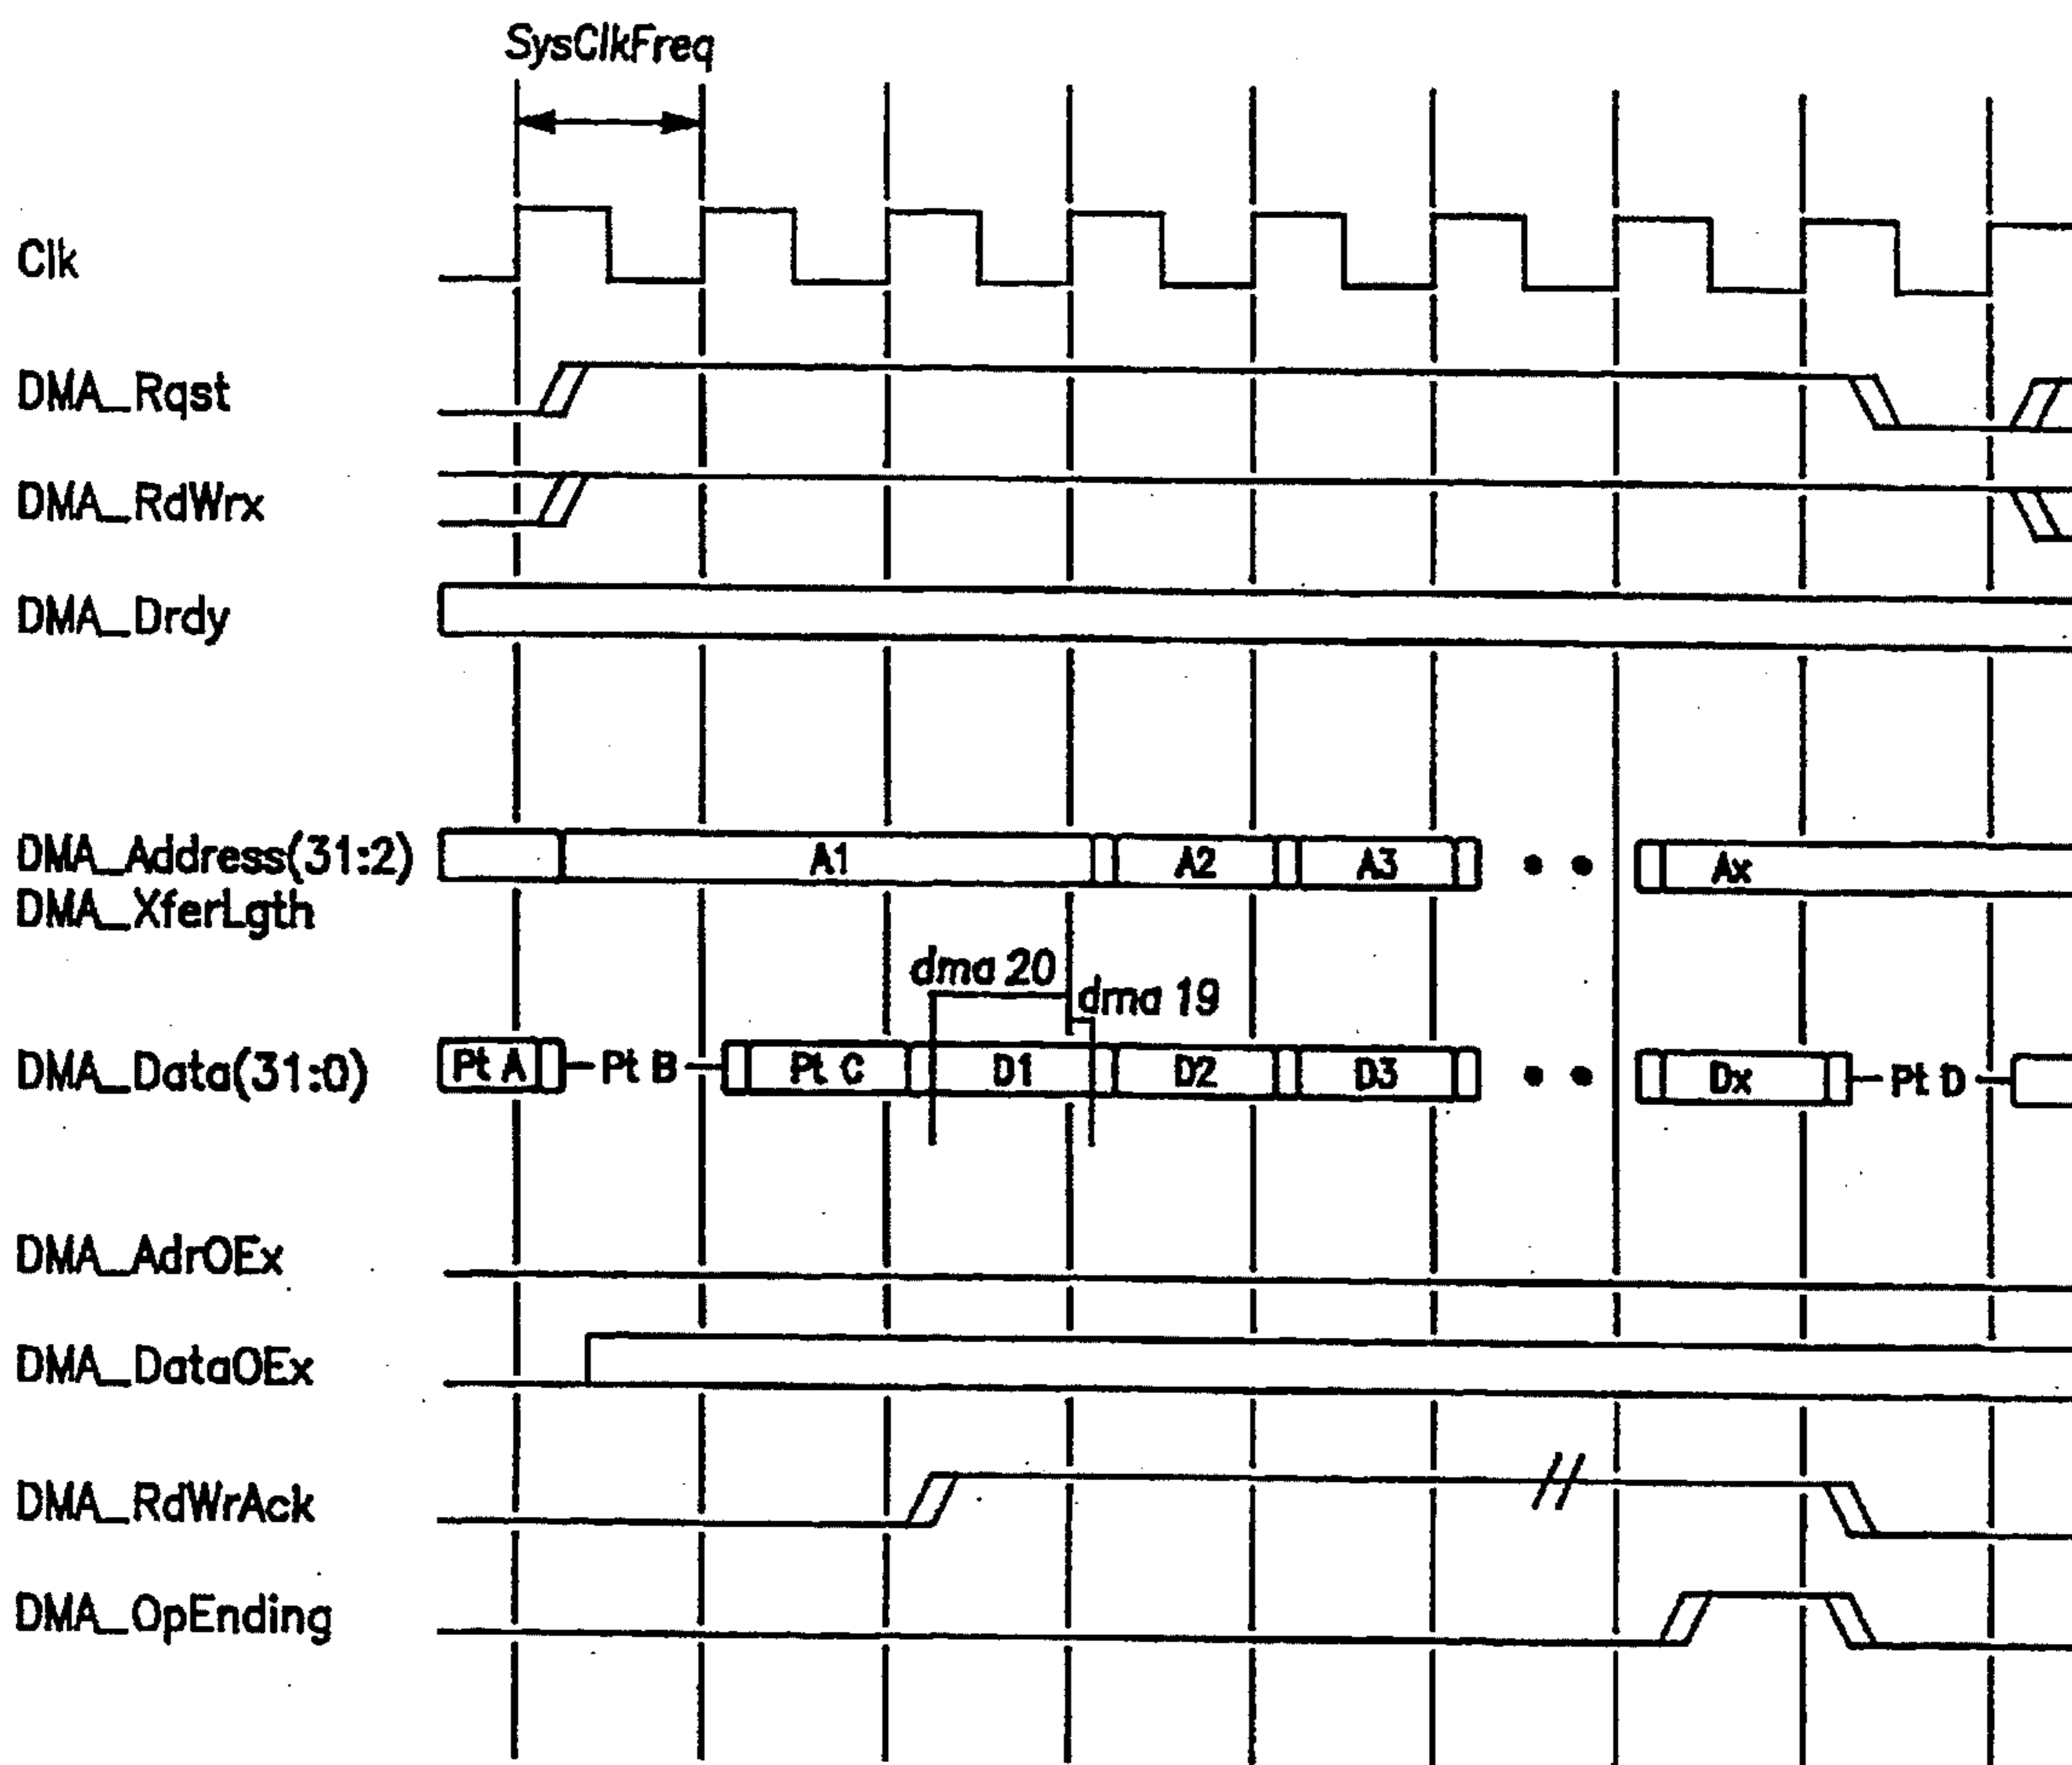 SysClkFreq
Clk
DMA_Rqst
DMA_RdWrx
DMA_Drdy
DMA_Address(31:2) A1 A2 A3 Ax
DMA_XferLgth
dma 20
dma 19
DMA_Data(31:0) Pt A Pt B Pt C D1 D2 D3 Dx Pt D
DMA_AdrOEx
DMA_DataOEx
DMA_RdWrAck
DMA_OpEnding